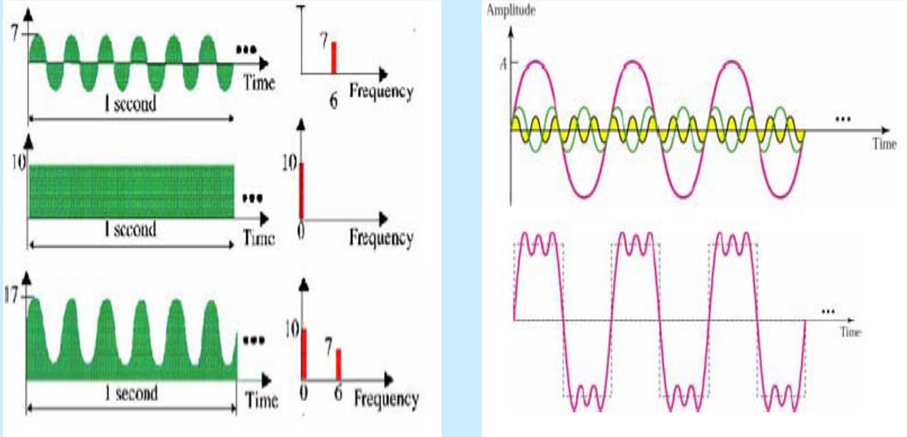 7
•••
Time
1 second
7
6
Frequency
10
•••
Time
1 second
10
0
Frequency
17
•••
Time
1 second
10
7
0
6
Frequency
Amplitude
A
•••
Time
•••
Time